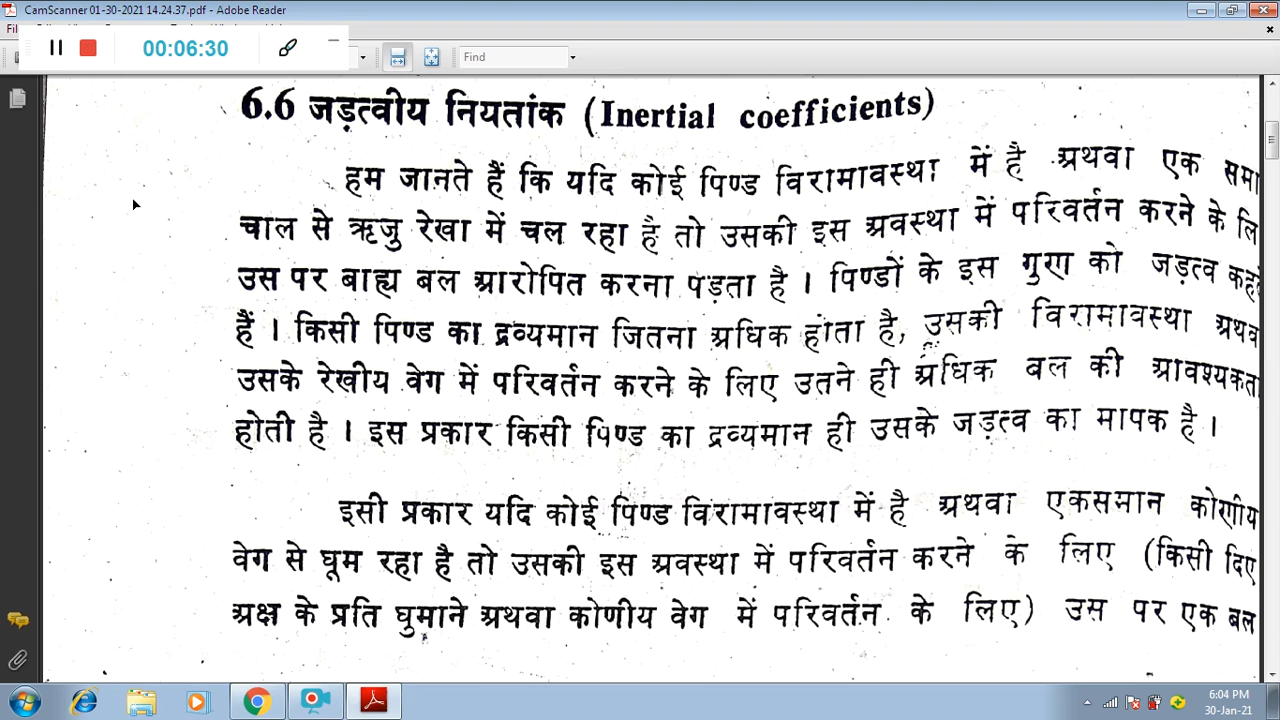 CamScanner 01-30-2021 14.24.37.pdf - Adobe Reader
00:06:30
Find
6.6 जड़त्वीय नियतांक (Inertial coefficients)
हम जानते हैं कि यदि कोई पिण्ड विरामावस्था में है अथवा एक समा
चाल से ऋजु रेखा में चल रहा है तो उसकी इस अवस्था में परिवर्तन करने के लि
उस पर बाह्य बल आरोपित करना पड़ता है । पिण्डों के इस गुण को जड़त्व कह
हैं । किसी पिण्ड का द्रव्यमान जितना अधिक होता है, उसकी विरामावस्था अथव
उसके रेखीय वेग में परिवर्तन करने के लिए उतने ही अधिक बल की आवश्यकता
होती है । इस प्रकार किसी पिण्ड का द्रव्यमान ही उसके जड़त्व का मापक है ।
इसी प्रकार यदि कोई पिण्ड विरामावस्था में है अथवा एकसमान कोणीय
वेग से घूम रहा है तो उसकी इस अवस्था में परिवर्तन करने के लिए (किसी दिए
अक्ष के प्रति घुमाने अथवा कोणीय वेग में परिवर्तन के लिए) उस पर एक बल
6:04 PM
30-Jan-21